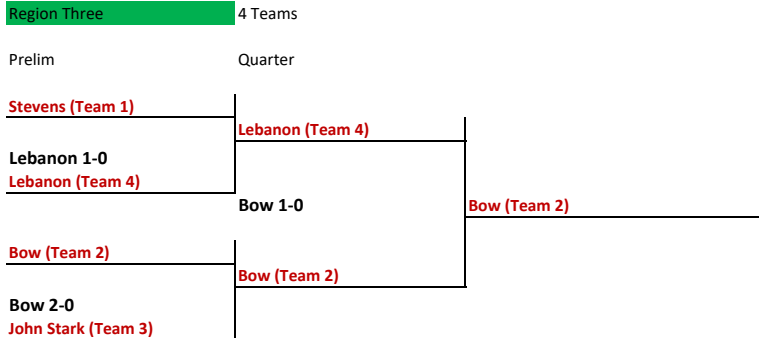 Region Three 4 Teams
Prelim Quarter
Stevens (Team 1)
Lebanon (Team 4)
Lebanon 1-0
Lebanon (Team 4)
Bow 1-0 Bow (Team 2)
Bow (Team 2)
Bow (Team 2)
Bow 2-0
John Stark (Team 3)